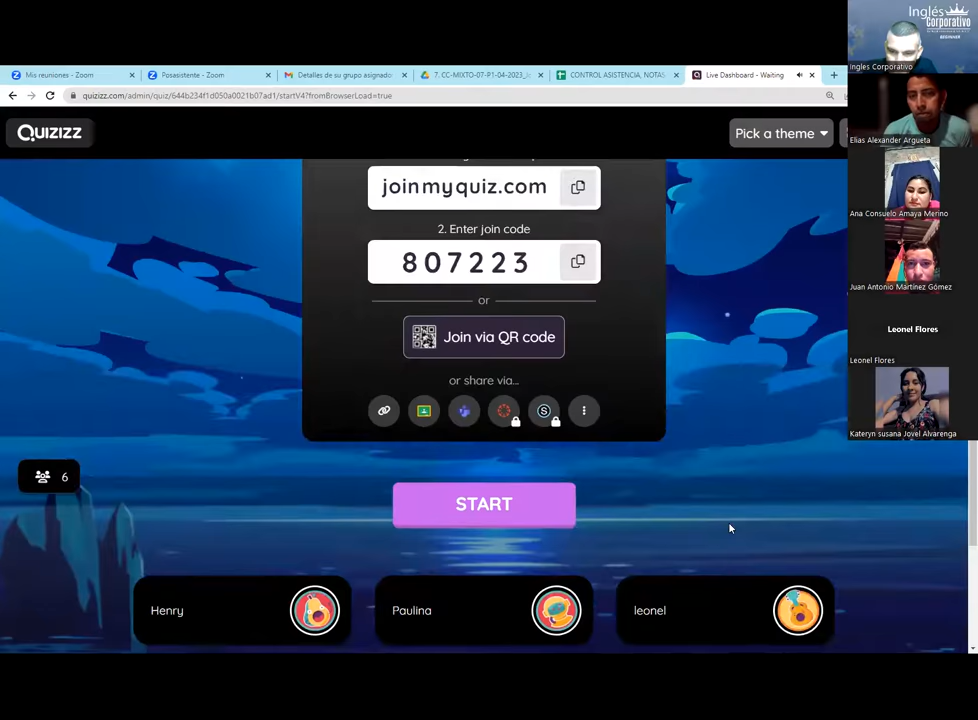 Inglés
Corporativo
BEGINNER
Ingles Corporativo
Mis reuniones - Zoom
Posasistente - Zoom
Detalles de su grupo asignado
7. CC-MIXTO-07-P1-04-2023_
CONTROL ASISTENCIA, NOTAS
Live Dashboard - Waiting
quizizz.com/admin/quiz/644b234f1d050a0021b07ad1/startV4?fromBrowserLoad=true
Quizizz
Pick a theme
Elias Alexander Argueta
joinmyquiz.com
Ana Consuelo Amaya Merino
2. Enter join code
807223
Juan Antonio Martínez Gómez
or
Join via QR code
Leonel Flores
Leonel Flores
or share via...
S
Kateryn susana Jovel Alvarenga
6
START
Henry
Paulina
leonel